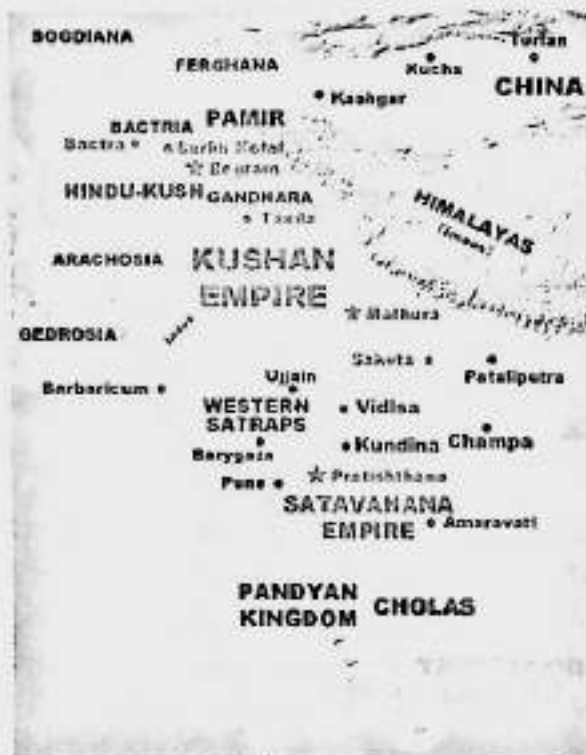 SOGDIANA
Turfan
FERGHANA
Kucha
CHINA
Kashgar
PAMIR
BACTRIA
Bactra
Surkh Kotal
Begram
HINDU-KUSH
GANDHARA
Taxila
HIMALAYAS
ARACHOSIA
KUSHAN
EMPIRE
Mathura
GEDROSIA
Indus
Saketa
Pataliputra
Ujjain
Barbaricum
WESTERN
SATRAPS
Vidisa
Barygaza
Kundina
Champa
Pune
Pratishthana
SATAVAHANA
EMPIRE
Amaravati
PANDYAN
KINGDOM
CHOLAS